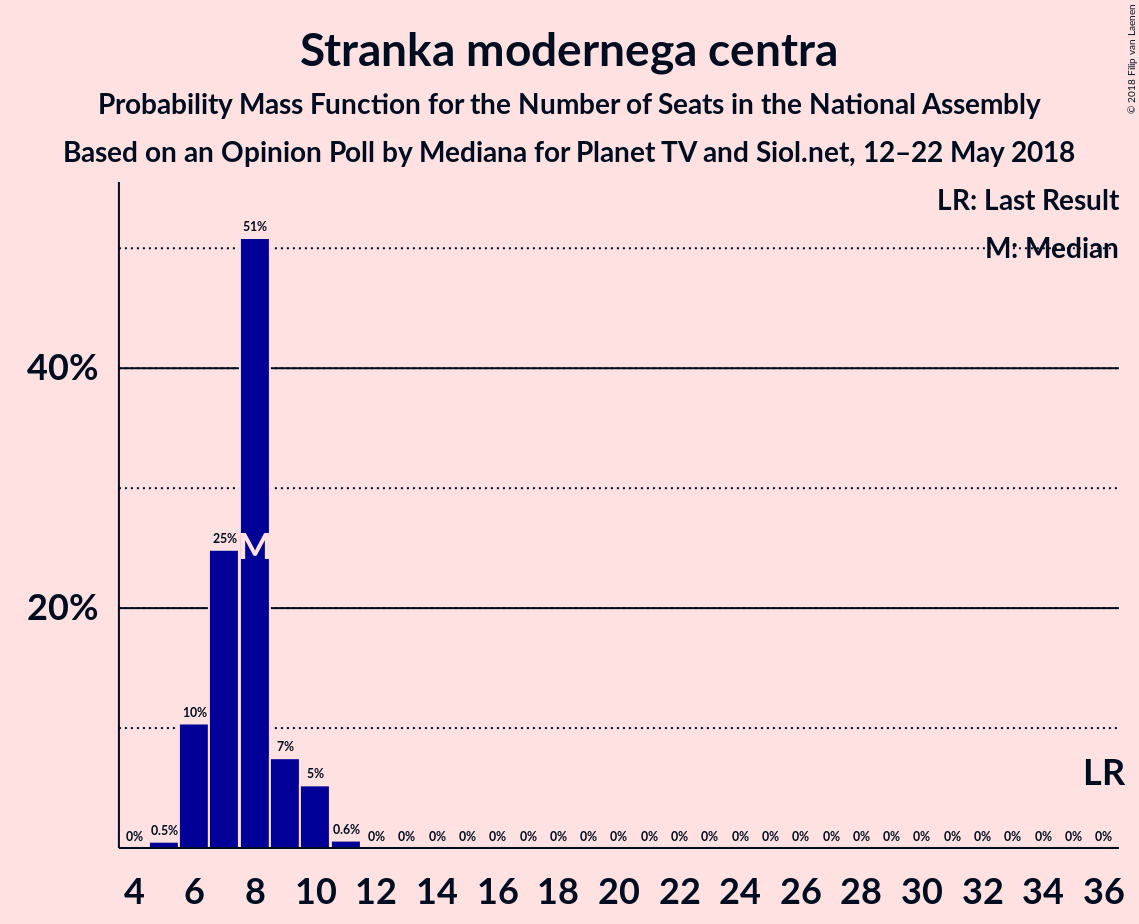 Stranka modernega centra
Probability Mass Function for the Number of Seats in the National Assembly
Based on an Opinion Poll by Mediana for Planet TV and Siol.net, 12–22 May 2018
© 2018 Filip van Laenen
LR: Last Result
M: Median
40%
20%
0% 0.5% 10% 25% 51% 7% 5% 0.6% 0% 0% 0% 0% 0% 0% 0% 0% 0% 0% 0% 0% 0% 0% 0% 0% 0% 0% 0% 0% 0% 0% 0% 0% 0%
M
LR
4 6 8 10 12 14 16 18 20 22 24 26 28 30 32 34 36